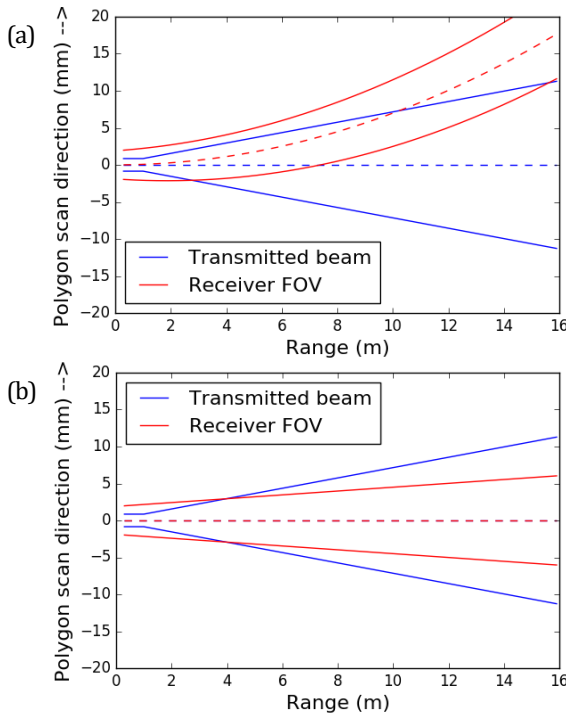 (a)
Polygon scan direction (mm) -->
20
15
10
5
0
−5
−10
−15
−20
Transmitted beam
Receiver FOV
0 2 4 6 8 10 12 14 16
Range (m)
(b)
Polygon scan direction (mm) -->
20
15
10
5
0
−5
−10
−15
−20
Transmitted beam
Receiver FOV
0 2 4 6 8 10 12 14 16
Range (m)